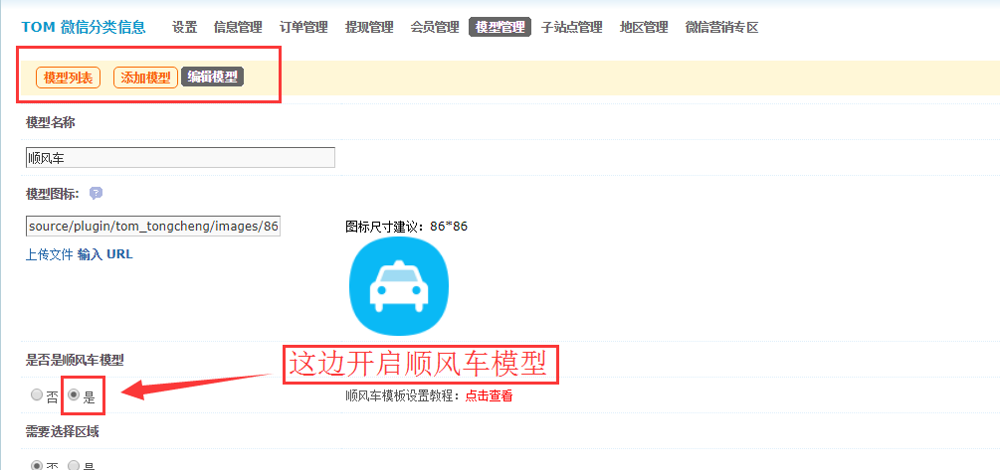 TOM 微信分类信息 设置 信息管理 订单管理 提现管理 会员管理 模型管理 子站点管理 地区管理 微信营销专区
模型列表 添加模型 编辑模型
模型名称
顺风车
模型图标:
source/plugin/tom_tongcheng/images/86 图标尺寸建议：86*86
上传文件 输入 URL
是否是顺风车模型
这边开启顺风车模型
否 是 顺风车模板设置教程：点击查看
需要选择区域
否 是